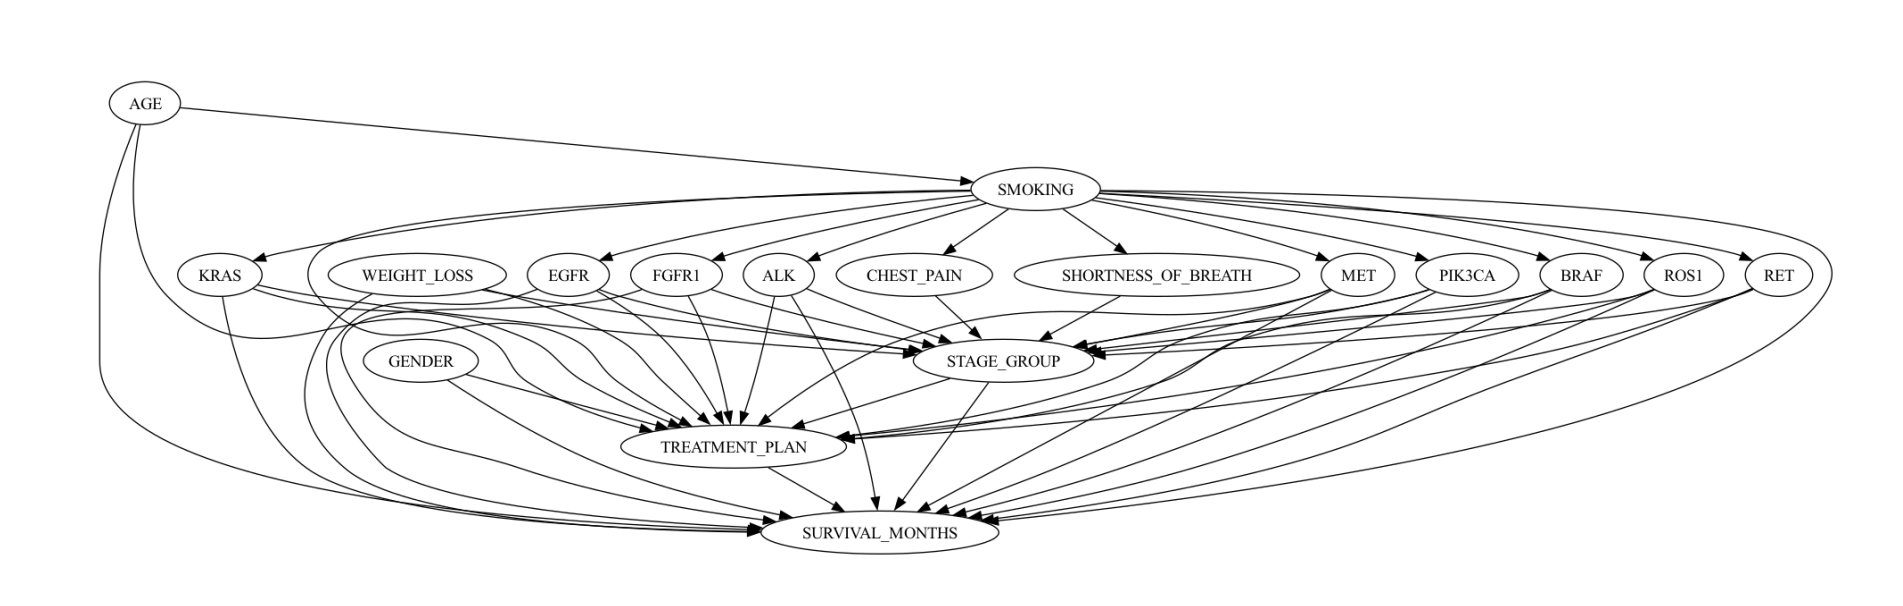 AGE
SMOKING
KRAS
WEIGHT_LOSS
EGFR
FGFR1
ALK
CHEST_PAIN
SHORTNESS_OF_BREATH
MET
PIK3CA
BRAF
ROS1
RET
GENDER
STAGE_GROUP
TREATMENT_PLAN
SURVIVAL_MONTHS